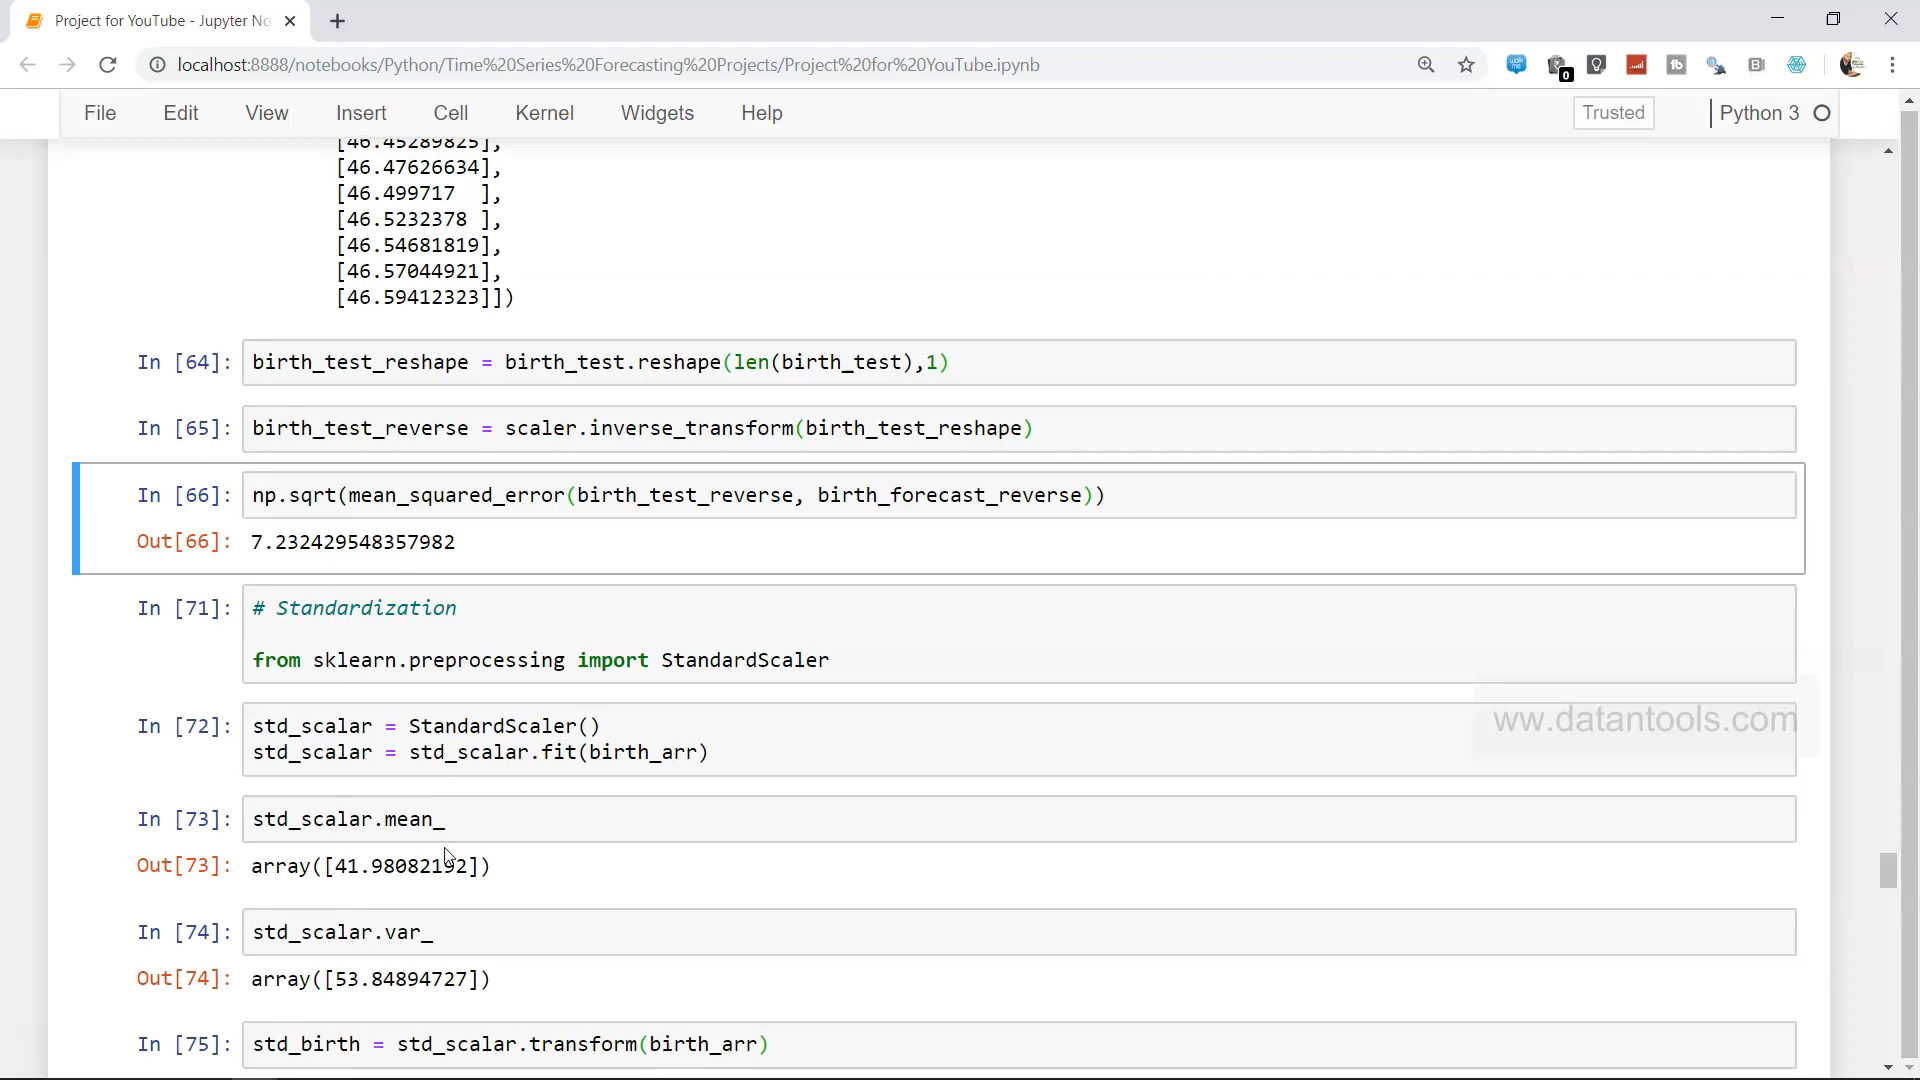 Project for YouTube - Jupyter No
localhost:8888/notebooks/Python/Time%20Series%20Forecasting%20Projects/Project%20for%20YouTube.ipynb
0
File Edit View Insert Cell Kernel Widgets Help Trusted Python 3
[46.45289825],
[46.47626634],
[46.499717  ],
[46.5232378 ],
[46.54681819],
[46.57044921],
[46.59412323]])
In [64]: birth_test_reshape = birth_test.reshape(len(birth_test),1)
In [65]: birth_test_reverse = scaler.inverse_transform(birth_test_reshape)
In [66]: np.sqrt(mean_squared_error(birth_test_reverse, birth_forecast_reverse))
Out[66]: 7.232429548357982
In [71]: # Standardization
from sklearn.preprocessing import StandardScaler
In [72]: std_scalar = StandardScaler()
std_scalar = std_scalar.fit(birth_arr)
ww.datantools.com
In [73]: std_scalar.mean_
Out[73]: array([41.98082192])
In [74]: std_scalar.var_
Out[74]: array([53.84894727])
In [75]: std_birth = std_scalar.transform(birth_arr)